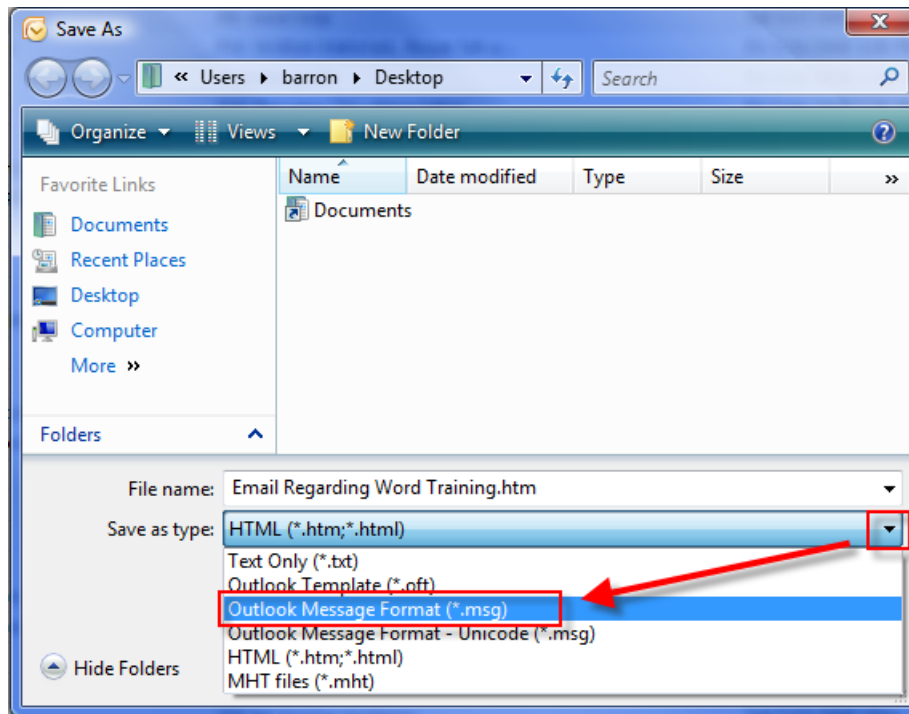 Save As
« Users ▸ barron ▸ Desktop
Search
Organize Views New Folder
Favorite Links
Name Date modified Type Size »
Documents
Documents
Recent Places
Desktop
Computer
More »
Folders
File name: Email Regarding Word Training.htm
Save as type: HTML (*.htm;*.html)
Text Only (*.txt)
Outlook Template (*.oft)
Outlook Message Format (*.msg)
Outlook Message Format - Unicode (*.msg)
HTML (*.htm;*.html)
MHT files (*.mht)
Hide Folders